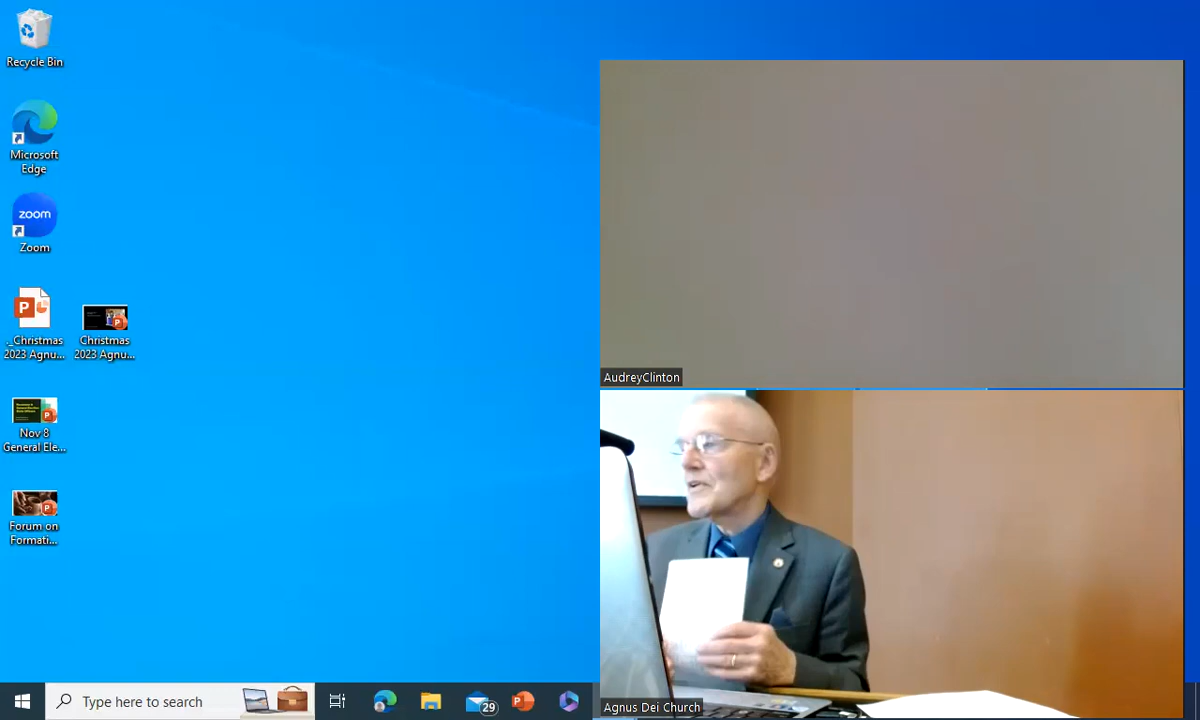 Recycle Bin
Microsoft
Edge
zoom
Zoom
._Christmas
2023 Agnu...
Christmas
2023 Agnu...
Nov 8
General Ele...
Forum on
Formati...
AudreyClinton
Agnus Dei Church
Type here to search
29